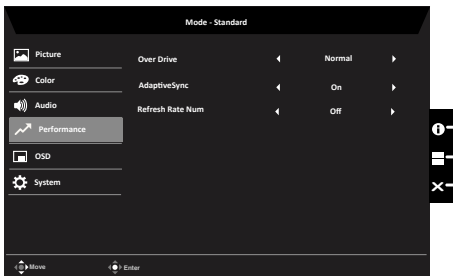 Mode - Standard
Picture
Color
Audio
Performance
OSD
System
Over Drive Normal
AdaptiveSync On
Refresh Rate Num Off
Move Enter